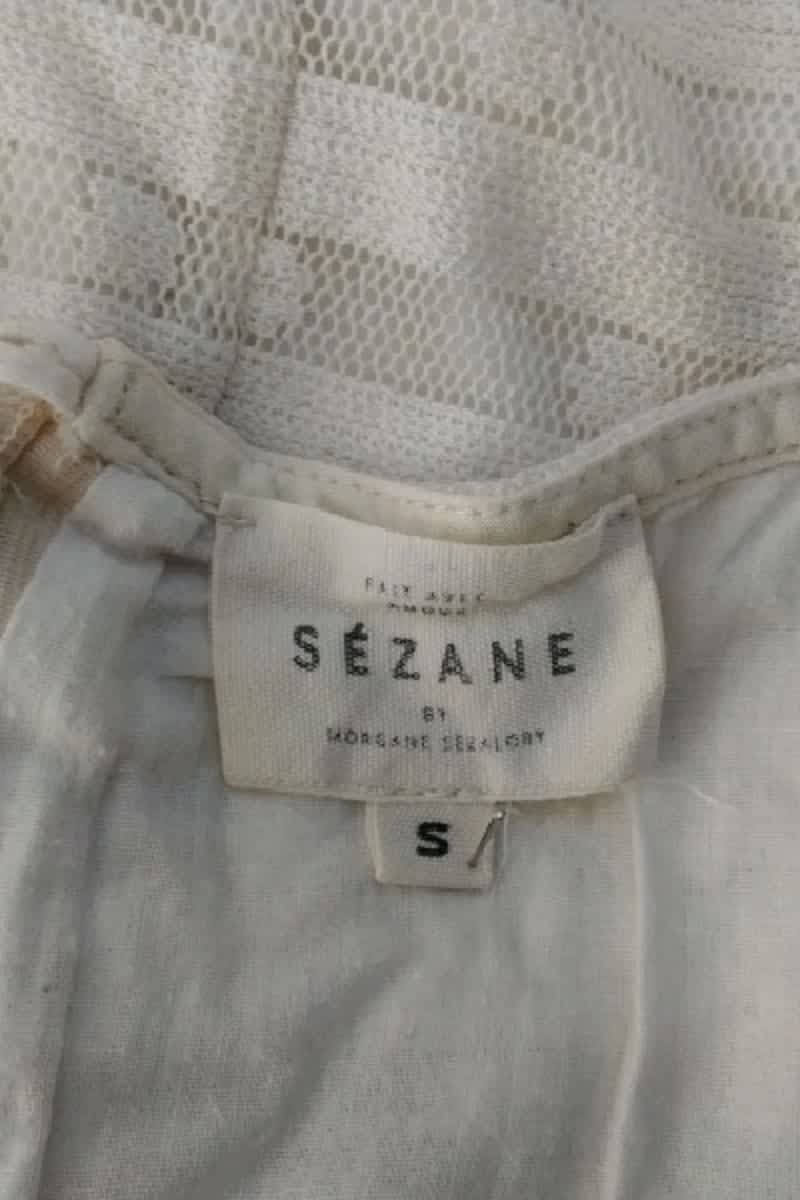 FAIT AVEC
AMOUR
SÉZANE
BY
MORGANE SEZALORY
S